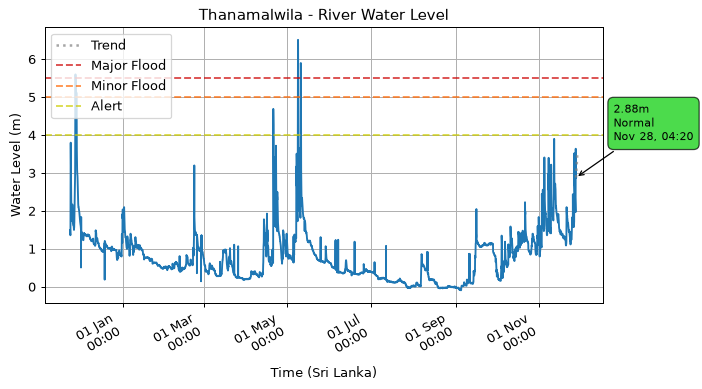 Thanamalwila - River Water Level
Trend
Major Flood
Minor Flood
Alert
2.88m
Normal
Nov 28, 04:20
Water Level (m)
6
5
4
3
2
1
0
01 Jan
00:00
01 Mar
00:00
01 May
00:00
01 Jul
00:00
01 Sep
00:00
01 Nov
00:00
Time (Sri Lanka)